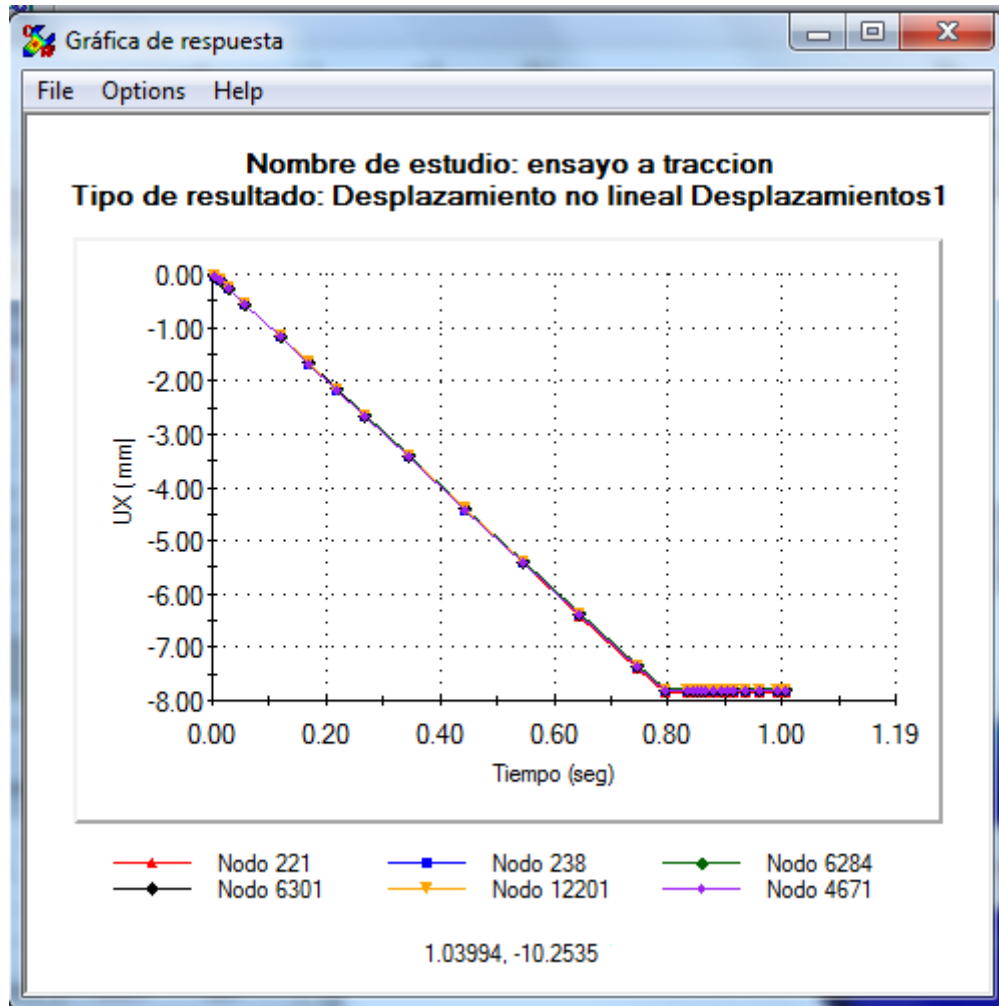 Gráfica de respuesta
File Options Help
Nombre de estudio: ensayo a traccion
Tipo de resultado: Desplazamiento no lineal Desplazamientos1
0.00
-1.00
-2.00
-3.00
-4.00
-5.00
-6.00
-7.00
-8.00
UX (mm|
0.00 0.20 0.40 0.60 0.80 1.00 1.19
Tiempo (seg)
Nodo 221 Nodo 238 Nodo 6284
Nodo 6301 Nodo 12201 Nodo 4671
1.03994, -10.2535